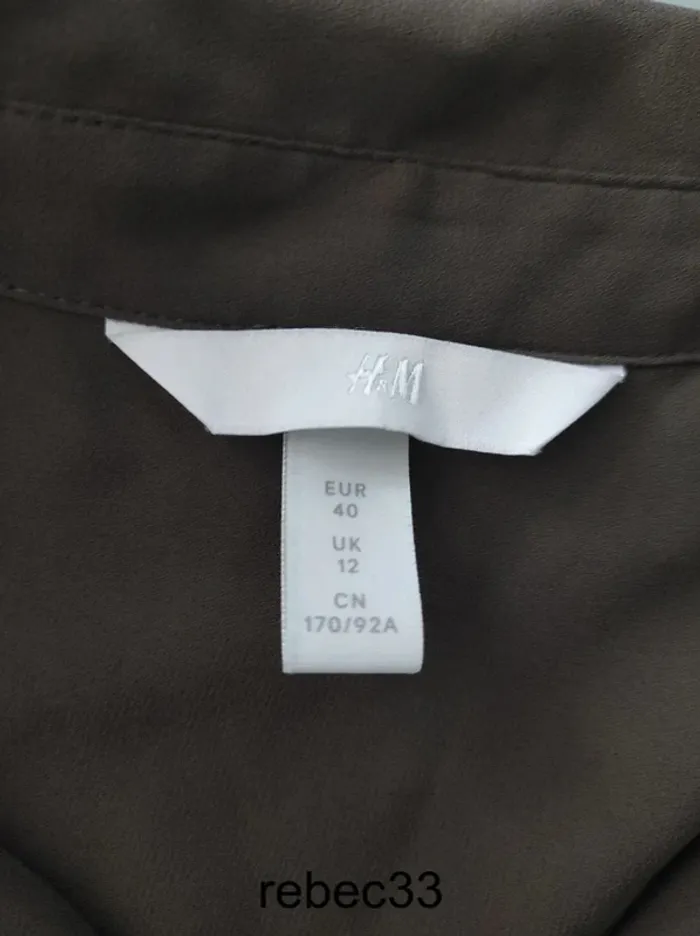 H&M
EUR
40
UK
12
CN
170/92A
rebec33